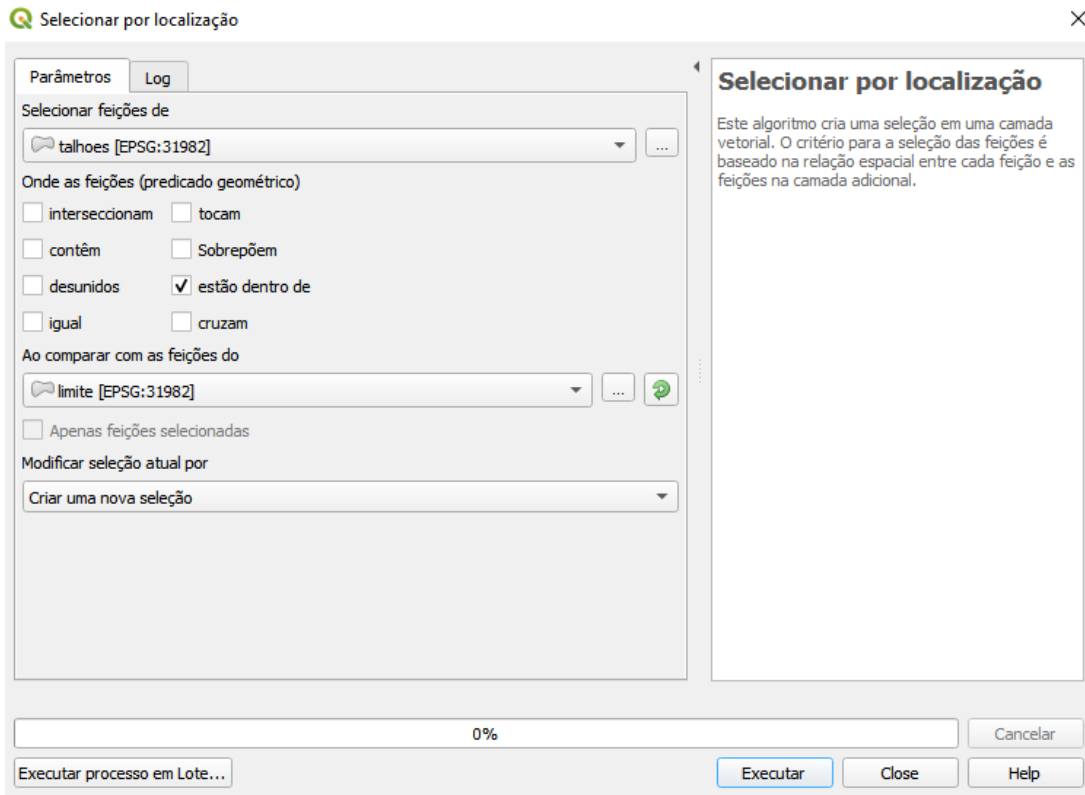 Selecionar por localização
Parâmetros
Log
Selecionar feições de
talhoes [EPSG:31982]
...
Onde as feições (predicado geométrico)
interseccionam
tocam
contêm
Sobrepõem
desunidos
estão dentro de
igual
cruzam
Ao comparar com as feições do
limite [EPSG:31982]
...
Apenas feições selecionadas
Modificar seleção atual por
Criar uma nova seleção
Selecionar por localização
Este algoritmo cria uma seleção em uma camada
vetorial. O critério para a seleção das feições é
baseado na relação espacial entre cada feição e as
feições na camada adicional.
0%
Cancelar
Executar processo em Lote...
Executar
Close
Help